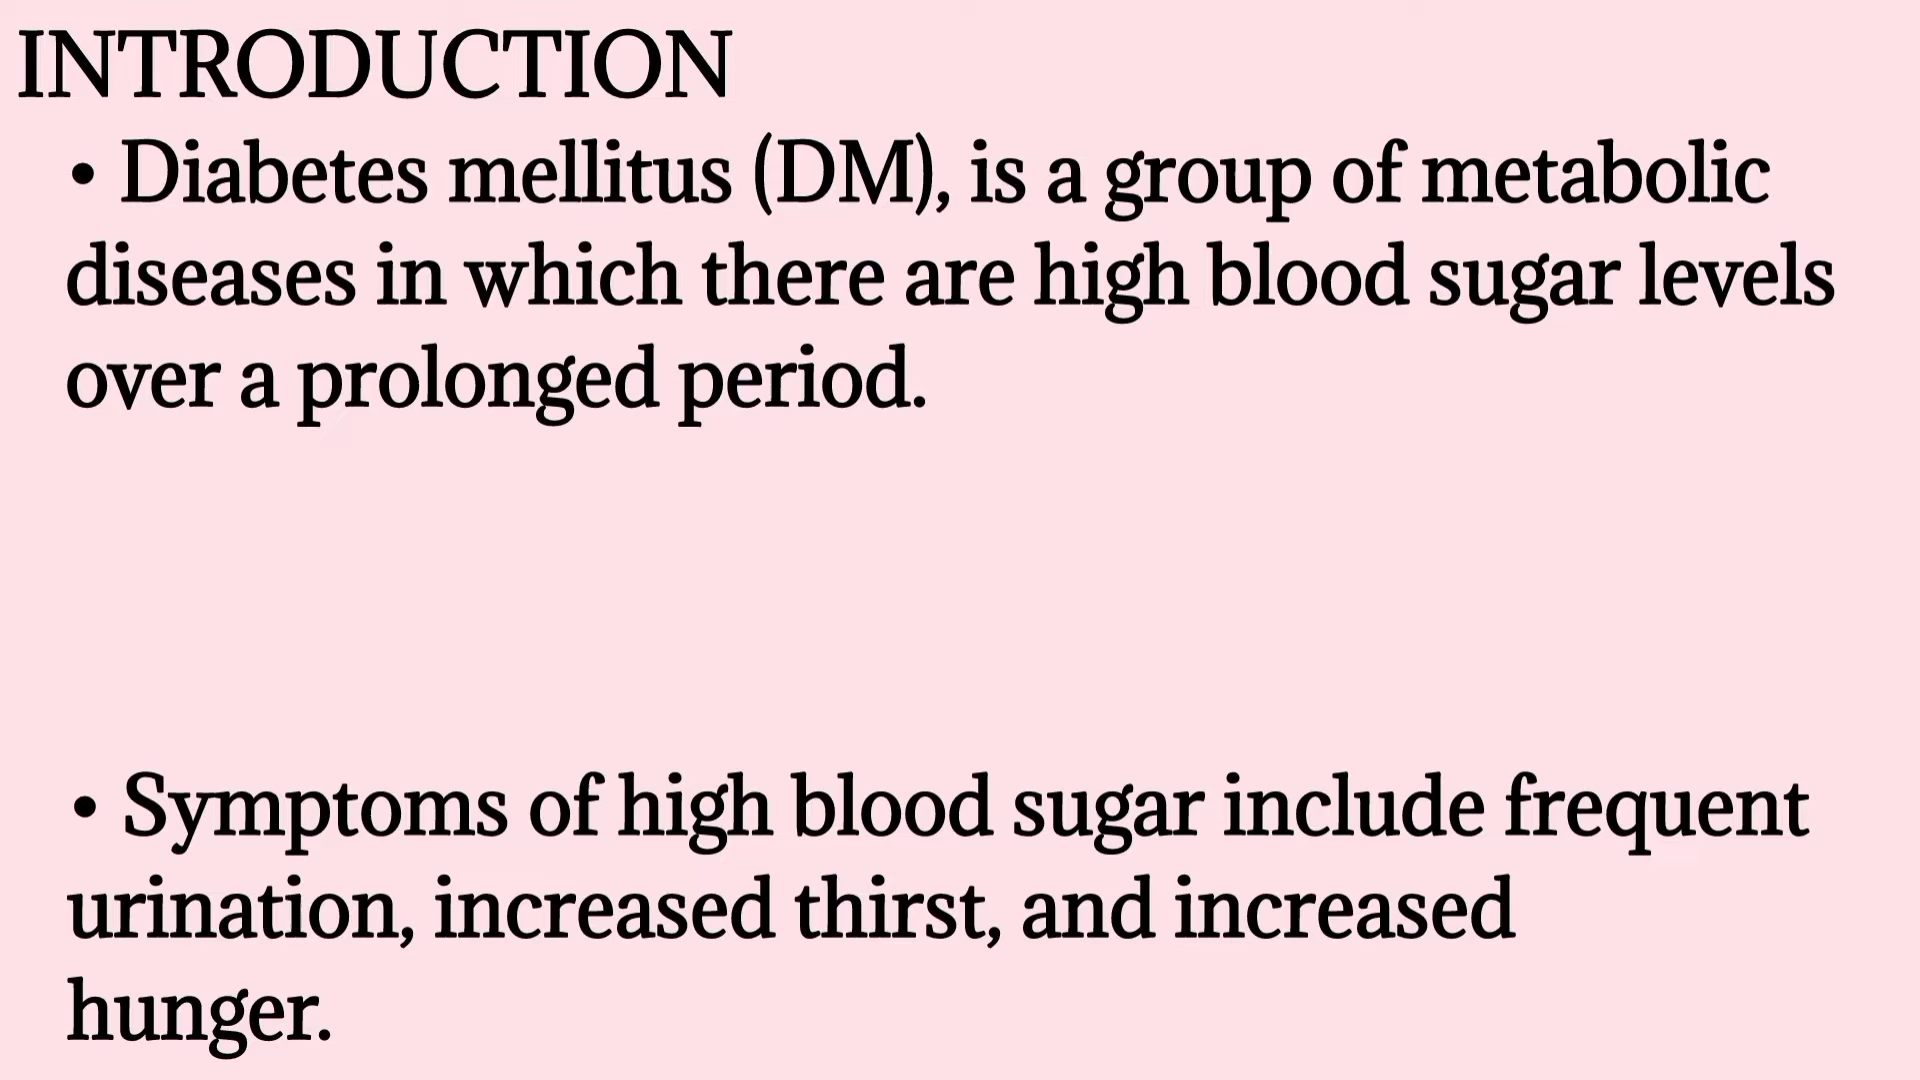 INTRODUCTION
• Diabetes mellitus (DM), is a group of metabolic
diseases in which there are high blood sugar levels
over a prolonged period.
• Symptoms of high blood sugar include frequent
urination, increased thirst, and increased
hunger.